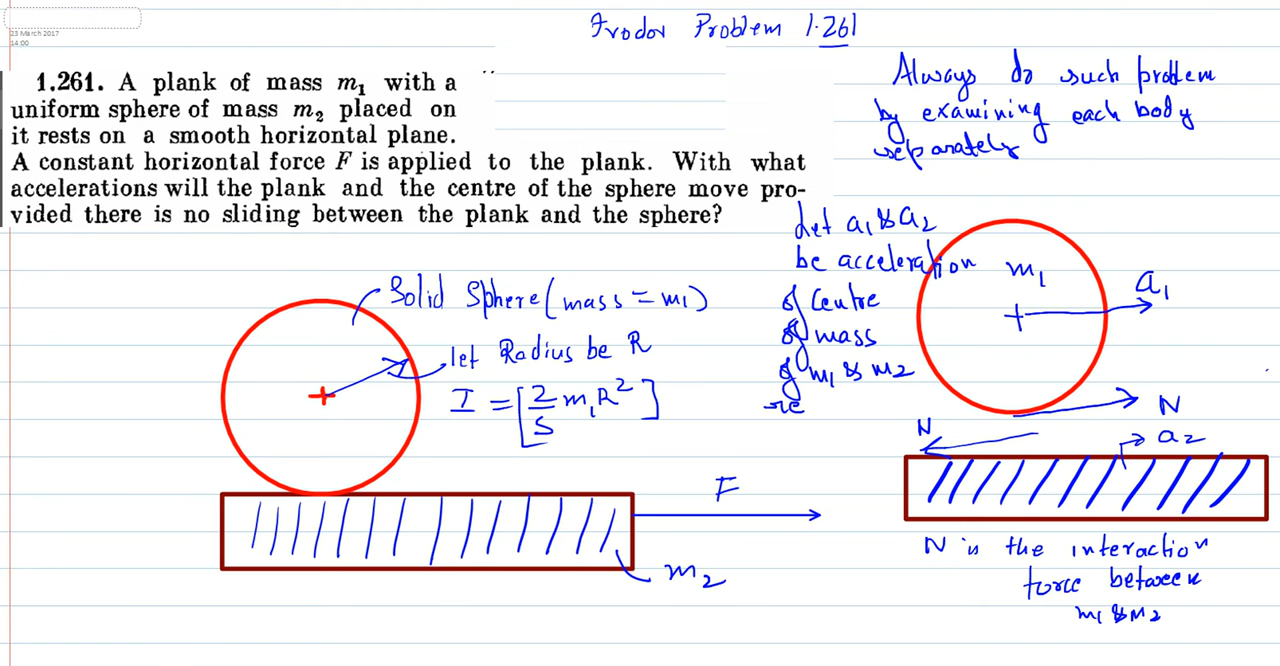 23 March 2017
14:00
Irodov Problem 1.261
1.261. A plank of mass m₁ with a
uniform sphere of mass m₂ placed on
it rests on a smooth horizontal plane.
A constant horizontal force F is applied to the plank. With what
accelerations will the plank and the centre of the sphere move pro-
vided there is no sliding between the plank and the sphere?
Always do such problem
by examining each body
separately
Let a₁ & a₂
be acceleration
of Centre
of mass
of m₁ & m₂
Solid Sphere (mass = m₁)
let Radius be R
I = [2/5 m₁R²]
F
m₂
m₁
a₁
N
N
a₂
N is the interaction
force between
m₁ & m₂